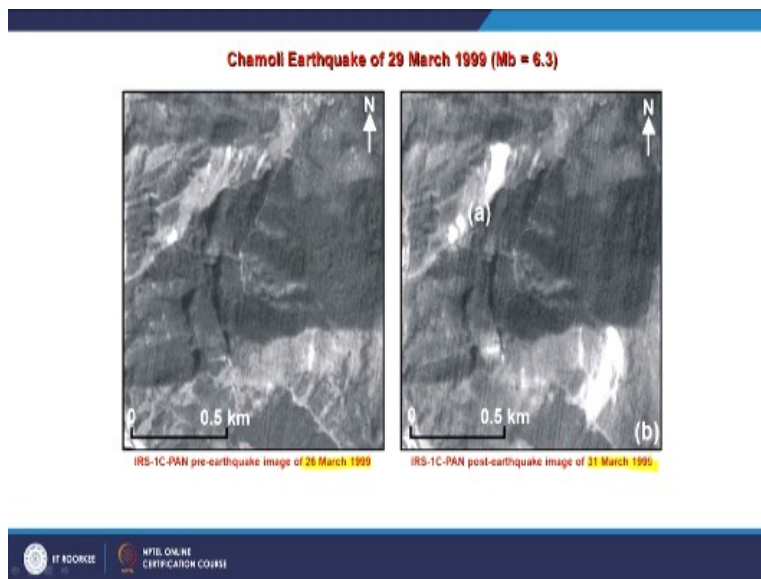 Chamoli Earthquake of 29 March 1999 (Mb = 6.3)
N
(a)
0 0.5 km
IRS-1C-PAN pre-earthquake image of 26 March 1999
N
0 0.5 km
(b)
IRS-1C-PAN post-earthquake image of 31 March 1999
IIT ROORKEE
NPTEL ONLINE
CERTIFICATION COURSE